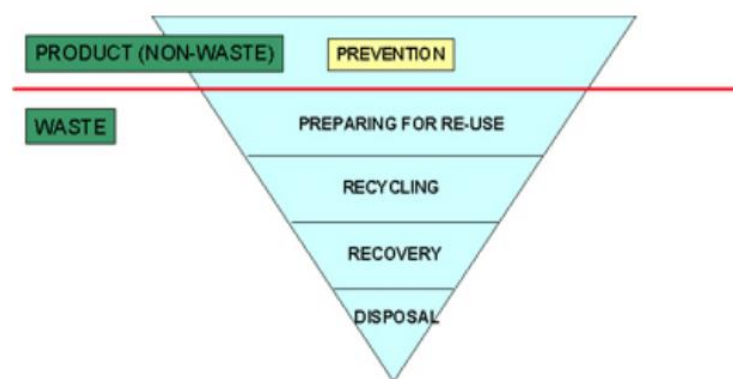 PRODUCT (NON-WASTE)
PREVENTION
WASTE
PREPARING FOR RE-USE
RECYCLING
RECOVERY
DISPOSAL